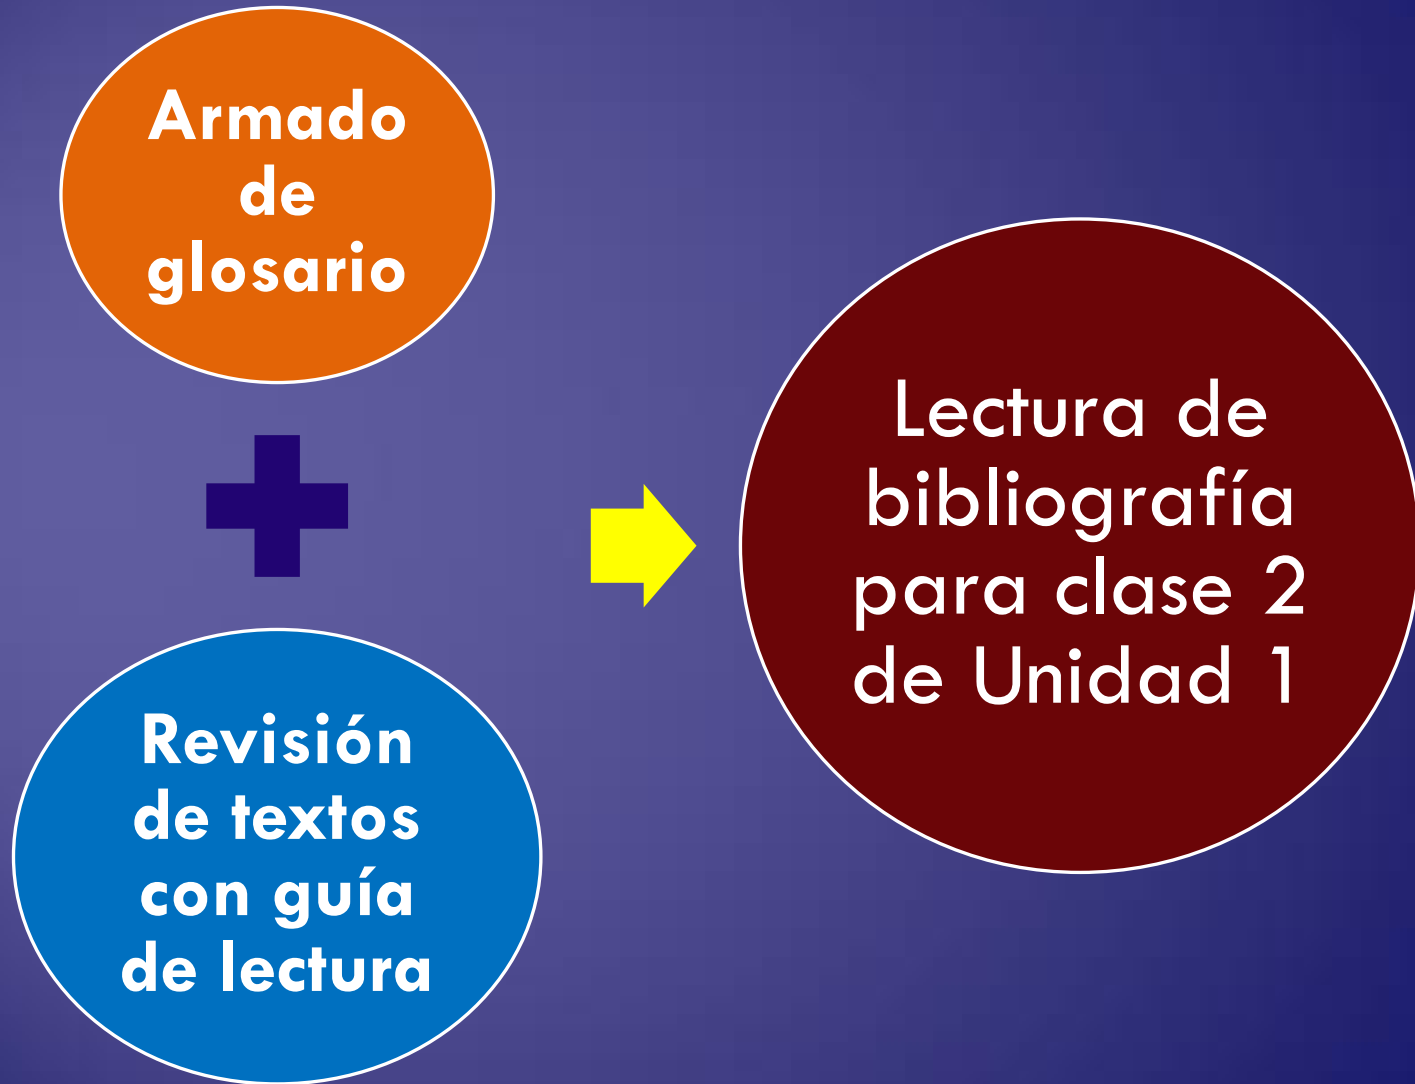 Armado
de
glosario
Revisión
de textos
con guía
de lectura
Lectura de
bibliografía
para clase 2
de Unidad 1